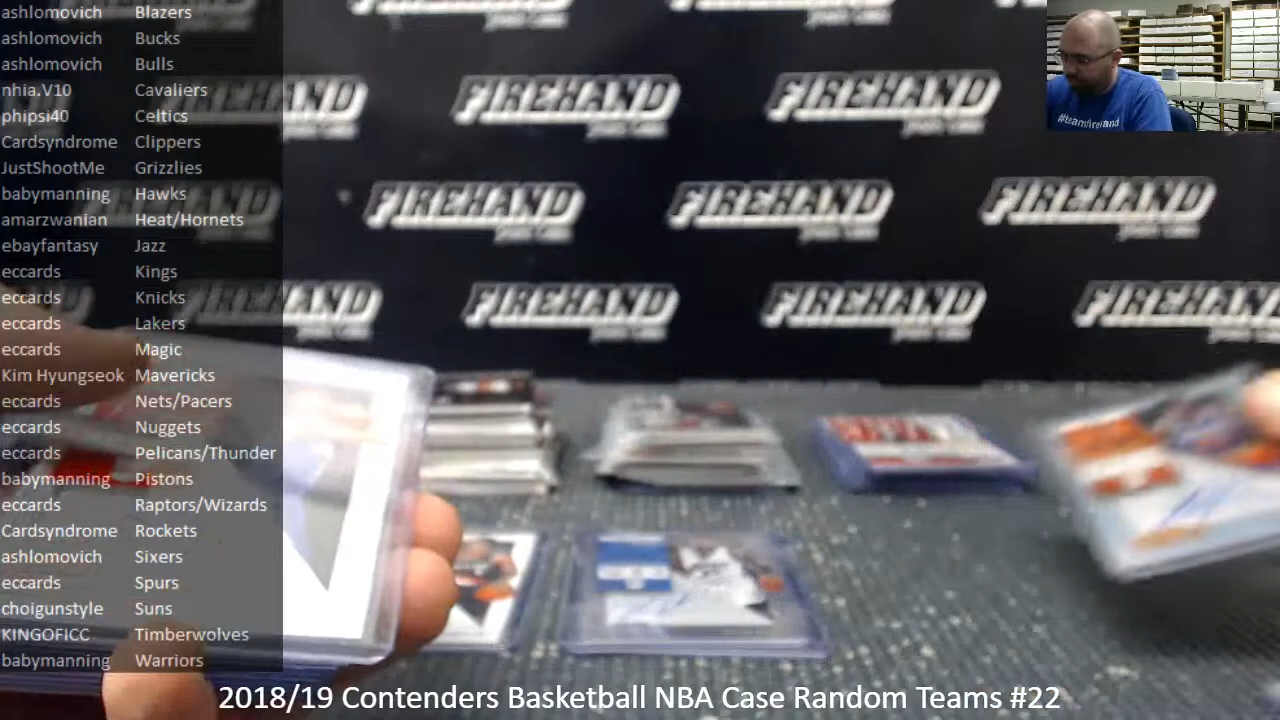 ashlomovich Blazers
ashlomovich Bucks
ashlomovich Bulls
nhia.V10 Cavaliers
phipsi40 Celtics
Cardsyndrome Clippers
JustShootMe Grizzlies
babymanning Hawks
amarzwanian Heat/Hornets
ebayfantasy Jazz
eccards Kings
eccards Knicks
eccards Lakers
eccards Magic
Kim Hyungseok Mavericks
eccards Nets/Pacers
eccards Nuggets
eccards Pelicans/Thunder
babymanning Pistons
eccards Raptors/Wizards
Cardsyndrome Rockets
ashlomovich Sixers
eccards Spurs
choigunstyle Suns
KINGOFICC Timberwolves
babymanning Warriors
FIREHAND FIREHAND FIREHAND
FIREHAND FIREHAND FIREHAND
FIREHAND FIREHAND FIREHAND FIREHAND
#teamfirehand
2018/19 Contenders Basketball NBA Case Random Teams #22